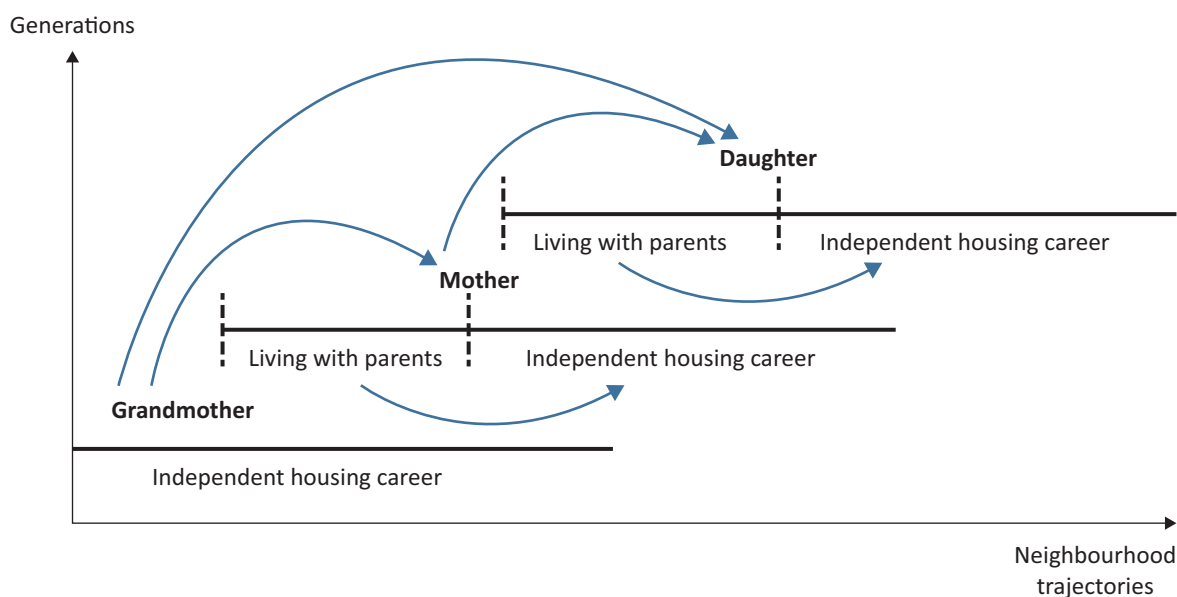 Generations
Daughter
Living with parents
Independent housing career
Mother
Living with parents
Independent housing career
Grandmother
Independent housing career
Neighbourhood
trajectories